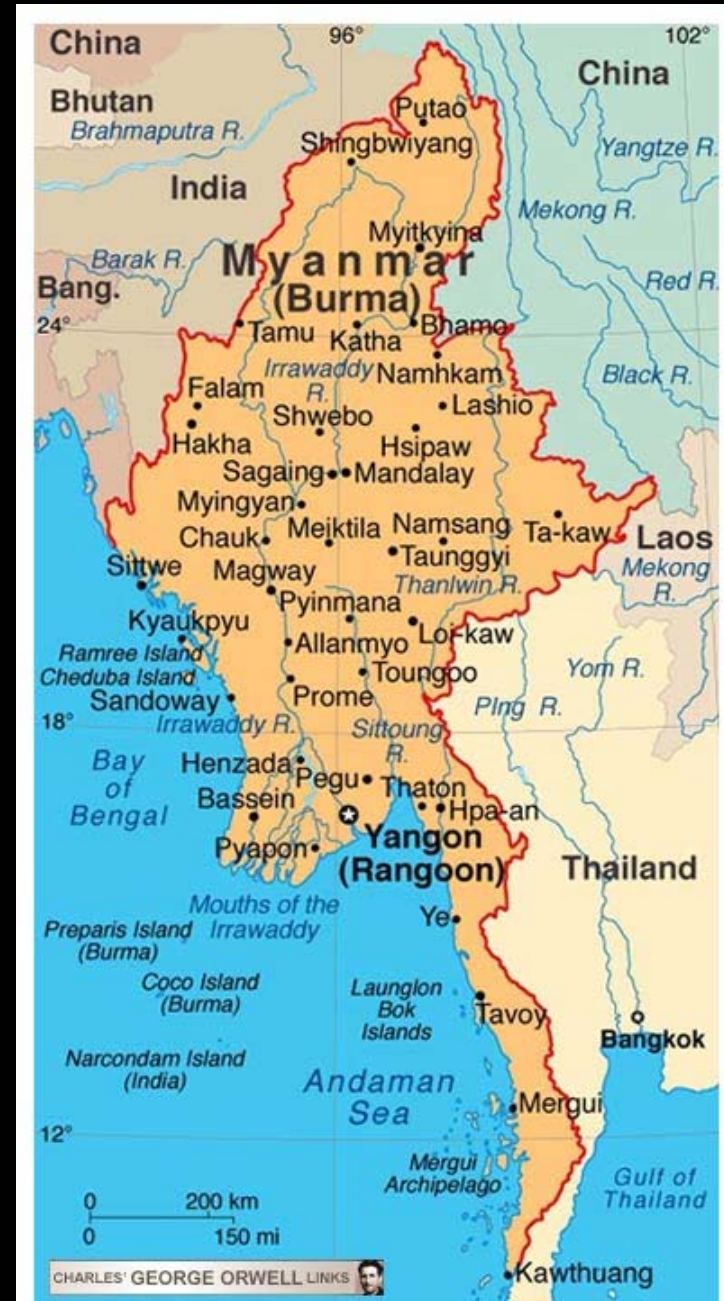 96°
102°
China
China
Bhutan
Putao
Brahmaputra R.
Shingbwiyang
Yangtze R.
India
Mekong R.
Myitkyina
Barak R.
Myanmar
(Burma)
Red R.
Bang.
24°
Tamu
Katha
Bhamo
Irrawaddy
R.
Namhkam
Black R.
Falam
Shwebo
Lashio
Hakha
Hsipaw
Sagaing
Mandalay
Myingyan
Chauk
Meiktila
Namsang
Ta-kaw
Laos
Taunggyi
Mekong
R.
Sittwe
Magway
Thanlwin R.
Pyinmana
Kyaukpyu
Loi-kaw
Allanmyo
Ramree Island
Cheduba Island
Toungoo
Yom R.
Sandoway
Prome
PIng R.
18°
Irrawaddy R.
Sittoung
R.
Bay
of
Bengal
Henzada
Pegu
Thaton
Bassein
Hpa-an
Yangon
(Rangoon)
Pyapon
Thailand
Mouths of the
Irrawaddy
Ye
Preparis Island
(Burma)
Coco Island
(Burma)
Launglon
Bok
Islands
Tavoy
Bangkok
Narcondam Island
(India)
Andaman
Sea
Mergui
12°
Mergui
Archipelago
Gulf of
Thailand
0 200 km
0 150 mi
CHARLES' GEORGE ORWELL LINKS
Kawthuang